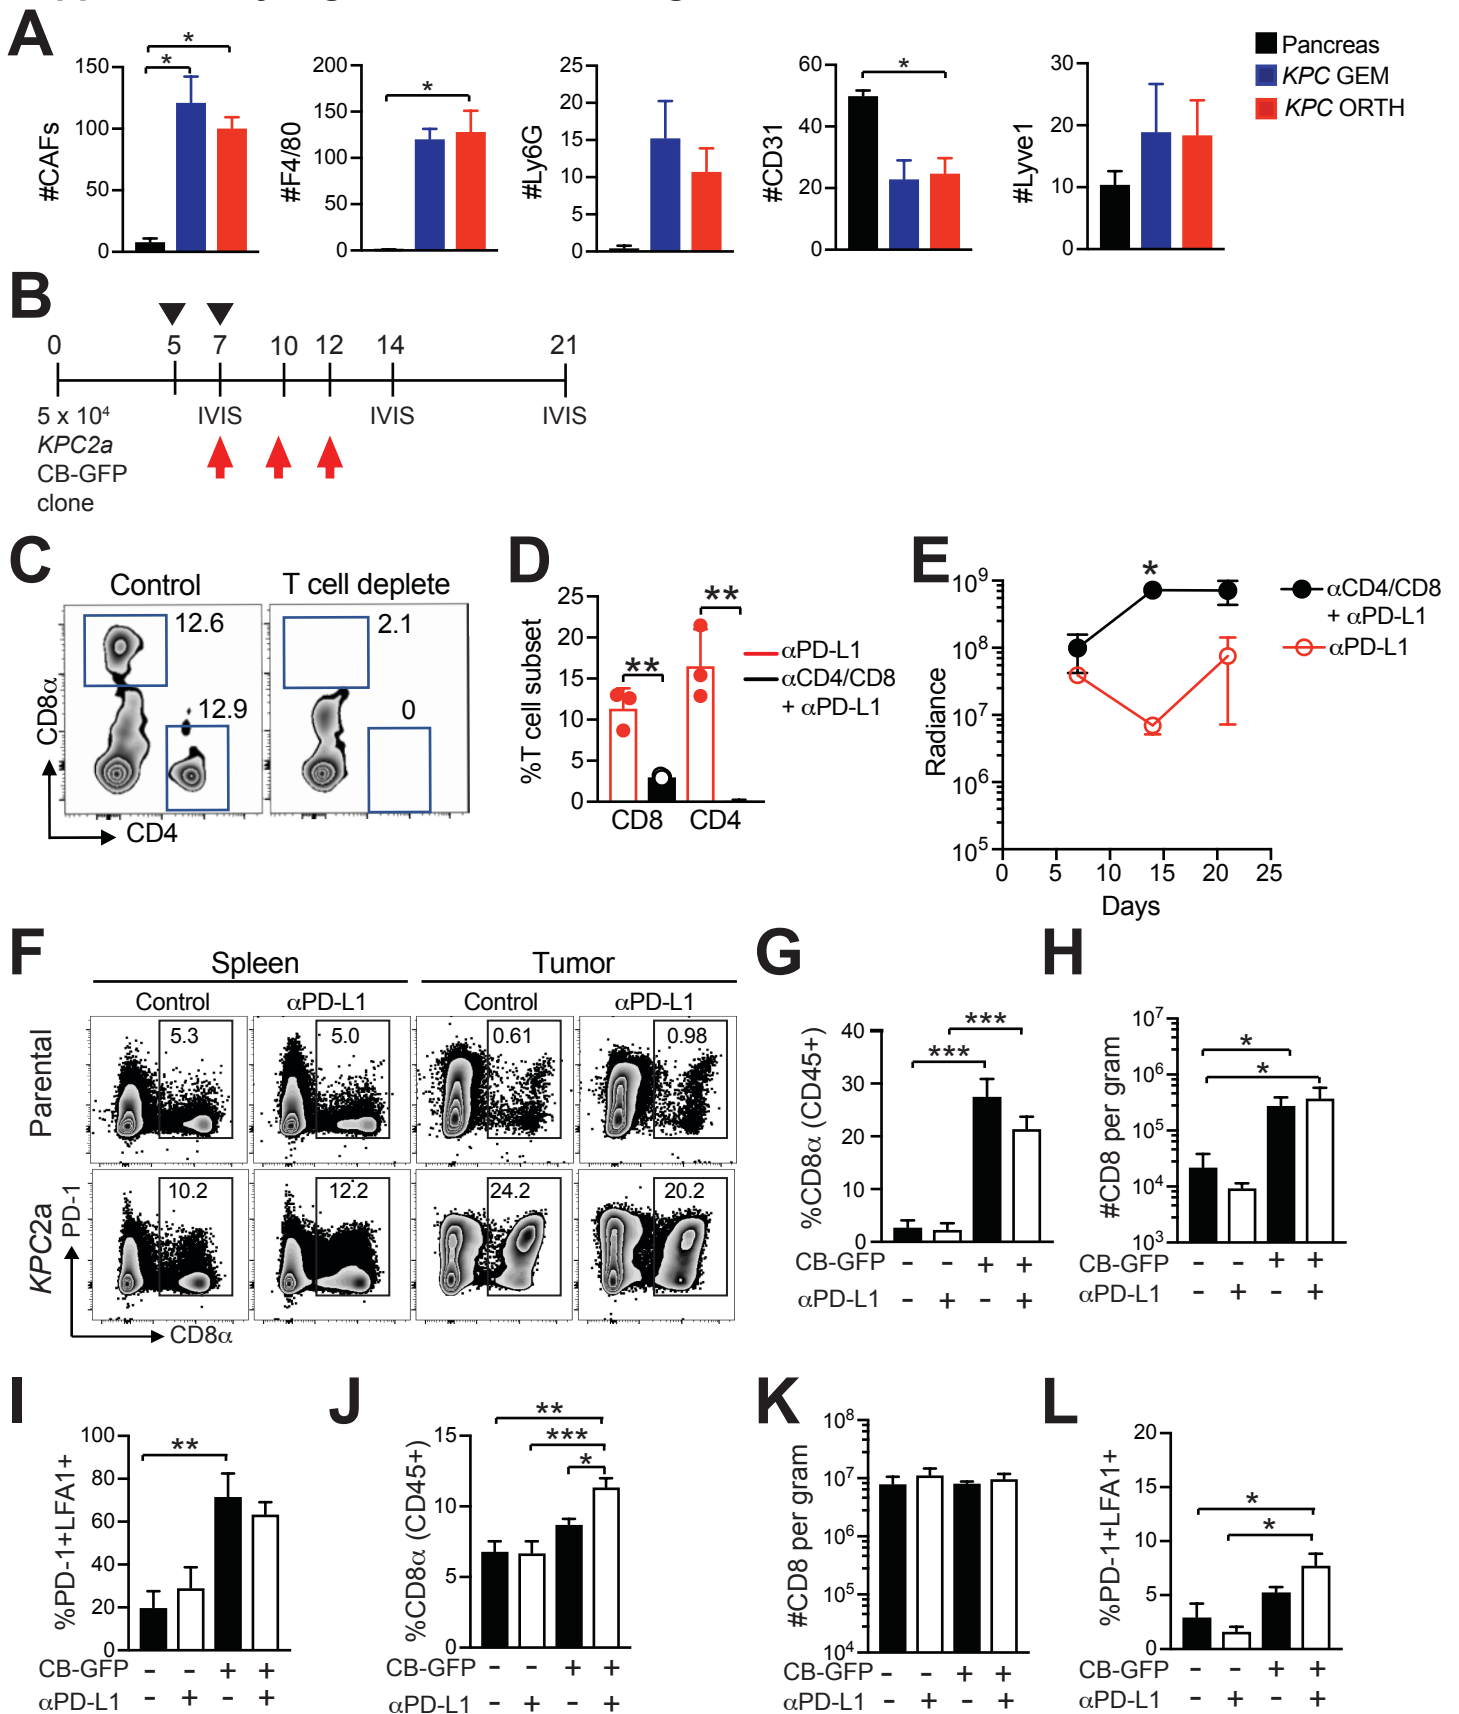 A
#CAFs
150
100
50
0
*
*
#F4/80
200
150
100
50
0
*
#Ly6G
25
20
15
10
5
0
#CD31
60
40
20
0
*
#Lyve1
30
20
10
0
Pancreas
KPC GEM
KPC ORTH
B
0 5 7 10 12 14 21
5 x 10⁴ IVIS IVIS IVIS
KPC2a
CB-GFP
clone
C
Control T cell deplete
12.6 2.1
12.9 0
CD8α
CD4
D
%T cell subset
25
20
15
10
5
0
** **
CD8 CD4
αPD-L1
αCD4/CD8
+ αPD-L1
E
Radiance
10⁹
10⁸
10⁷
10⁶
10⁵
*
0 5 10 15 20 25
Days
αCD4/CD8
+ αPD-L1
αPD-L1
F
Spleen Tumor
Control αPD-L1 Control αPD-L1
Parental
5.3 5.0 0.61 0.98
KPC2a
10.2 12.2 24.2 20.2
PD-1
CD8α
G
%CD8α (CD45+)
40
30
20
10
0
***
***
CB-GFP - - + +
αPD-L1 - + - +
H
#CD8 per gram
10⁷
10⁶
10⁵
10⁴
10³
*
*
CB-GFP - - + +
αPD-L1 - + - +
I
%PD-1+LFA1+
100
80
60
40
20
0
**
CB-GFP - - + +
αPD-L1 - + - +
J
%CD8α (CD45+)
15
10
5
0
**
***
*
CB-GFP - - + +
αPD-L1 - + - +
K
#CD8 per gram
10⁸
10⁷
10⁶
10⁵
10⁴
CB-GFP - - + +
αPD-L1 - + - +
L
%PD-1+LFA1+
20
15
10
5
0
*
*
CB-GFP - - + +
αPD-L1 - + - +